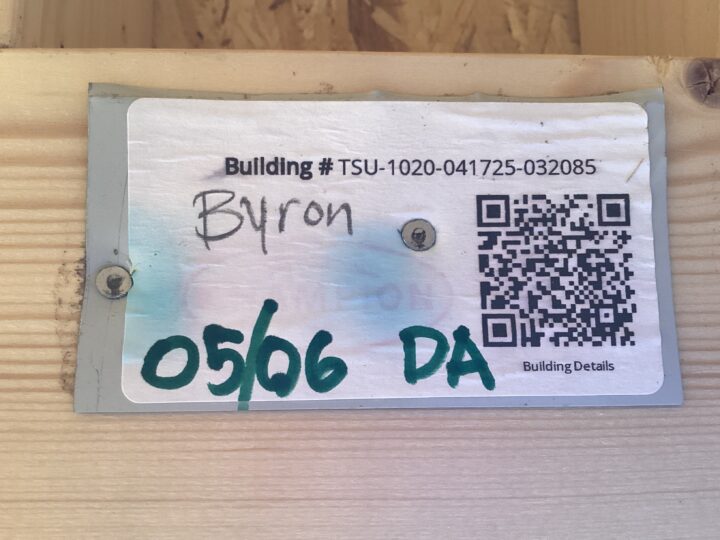 Building # TSU-1020-041725-032085
Byron
05/06 DA
Building Details